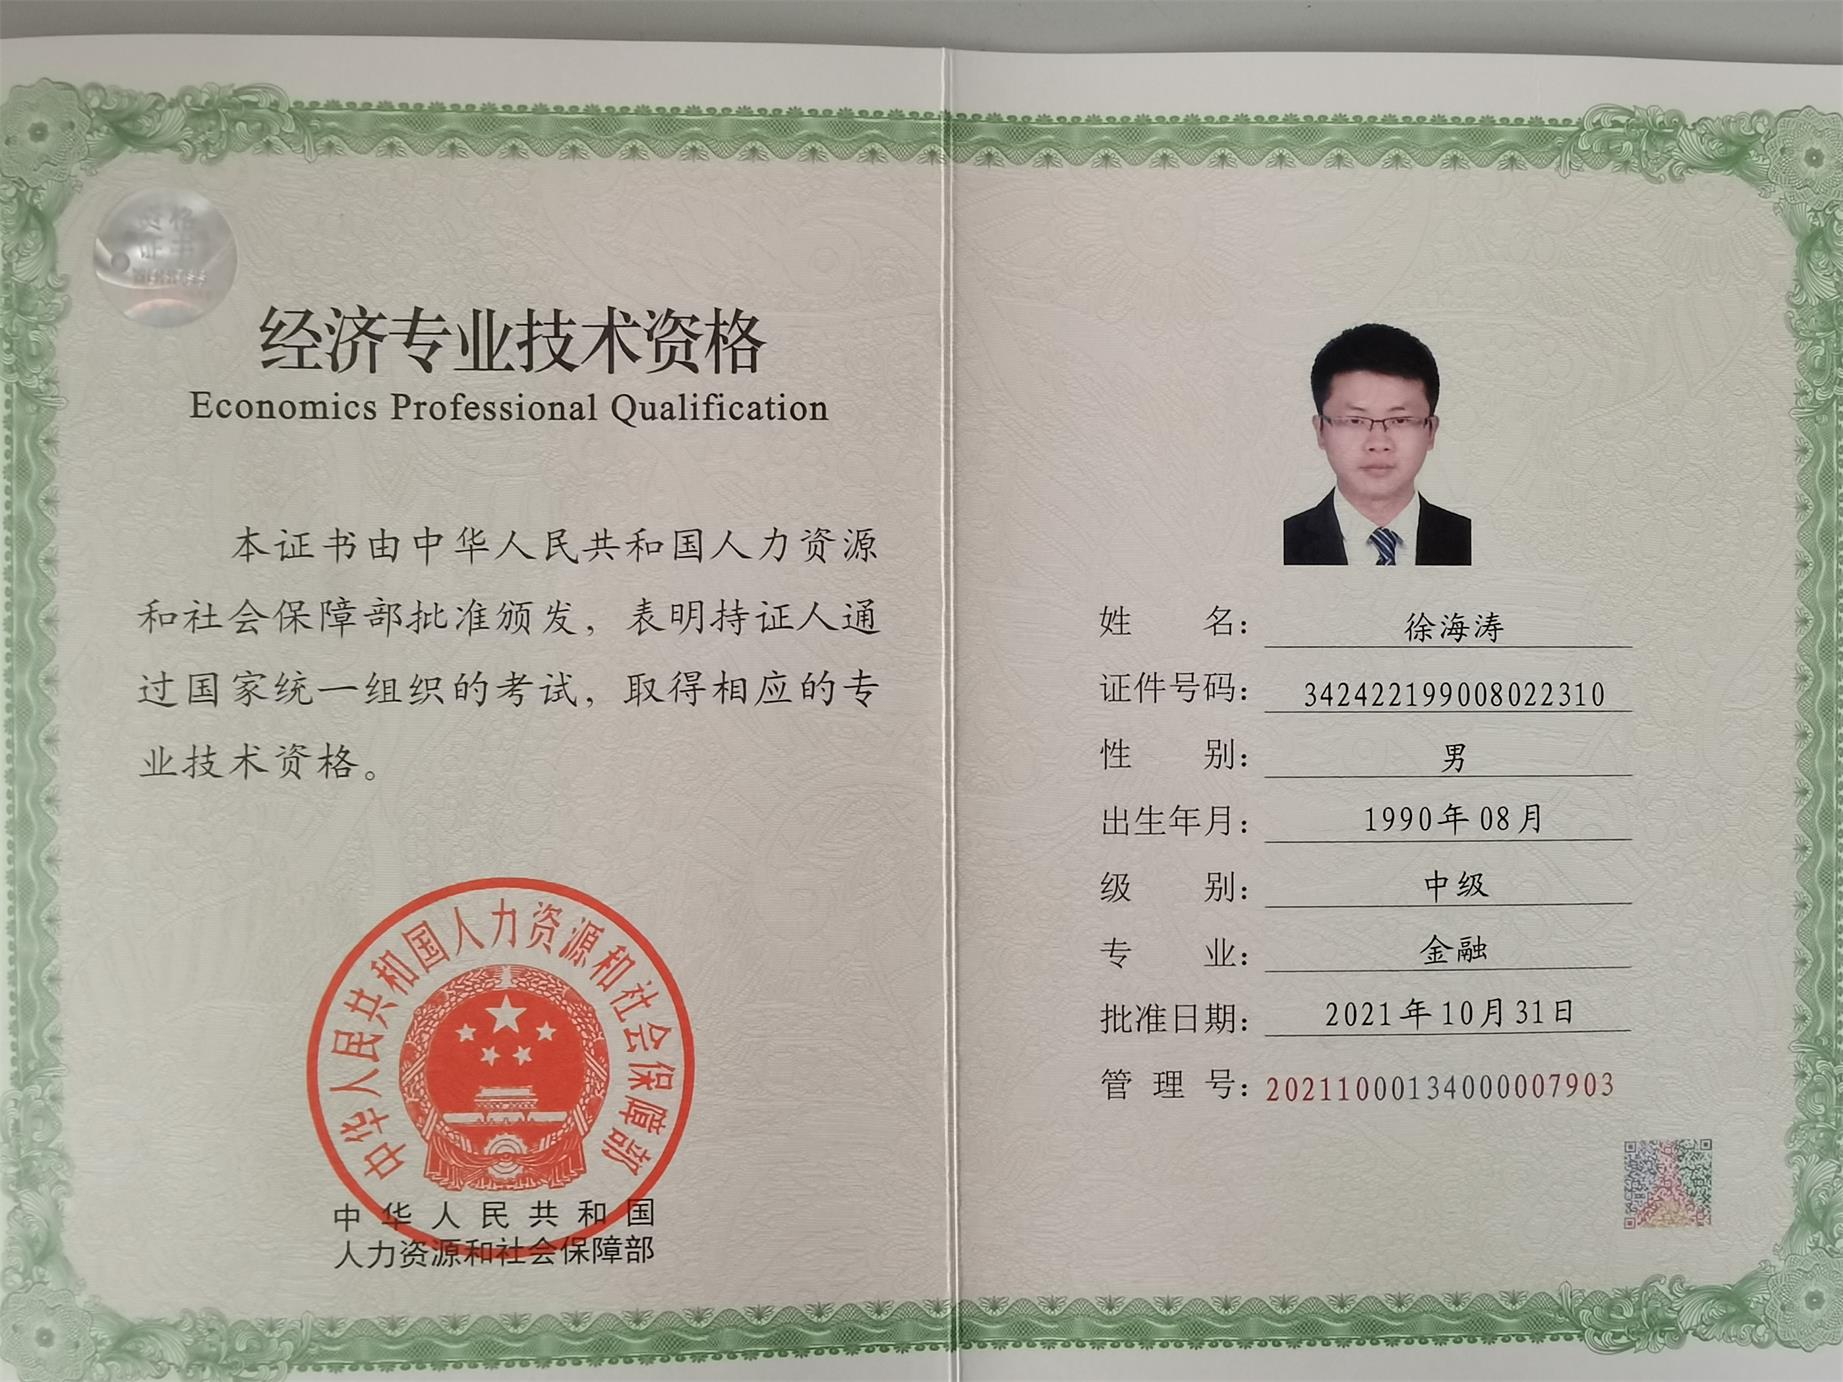 资格
证书
经济专业技术资格
Economics Professional Qualification
本证书由中华人民共和国人力资源
和社会保障部批准颁发，表明持证人通
过国家统一组织的考试，取得相应的专
业技术资格。
中华人民共和国人力资源和社会保障部
中华人民共和国
人力资源和社会保障部
姓名：徐海涛
证件号码：342422199008022310
性别：男
出生年月：1990年08月
级别：中级
专业：金融
批准日期：2021年10月31日
管理号：20211000134000007903